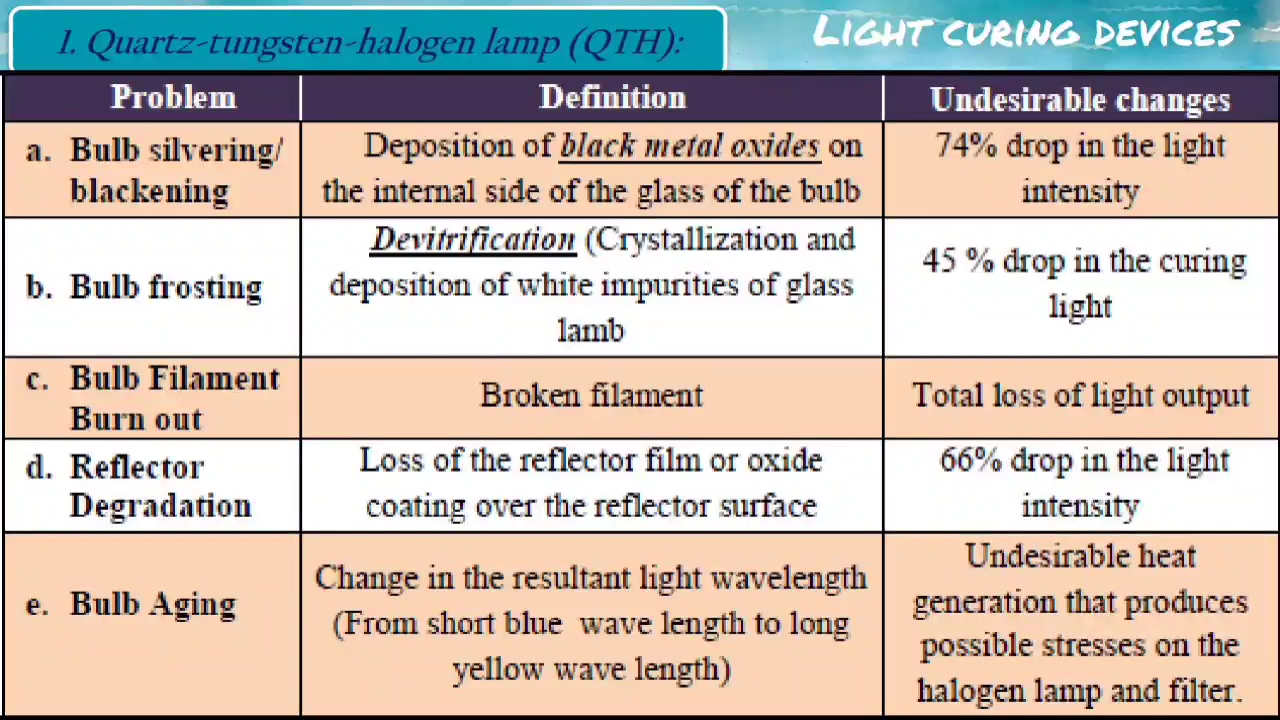 1. Quartz-tungsten-halogen lamp (QTH):
LIGHT CURING DEVICES
Problem
Definition
Undesirable changes
a. Bulb silvering/
blackening
Deposition of black metal oxides on
the internal side of the glass of the bulb
74% drop in the light
intensity
b. Bulb frosting
Devitrification (Crystallization and
deposition of white impurities of glass
lamb
45 % drop in the curing
light
c. Bulb Filament
Burn out
Broken filament
Total loss of light output
d. Reflector
Degradation
Loss of the reflector film or oxide
coating over the reflector surface
66% drop in the light
intensity
e. Bulb Aging
Change in the resultant light wavelength
(From short blue wave length to long
yellow wave length)
Undesirable heat
generation that produces
possible stresses on the
halogen lamp and filter.